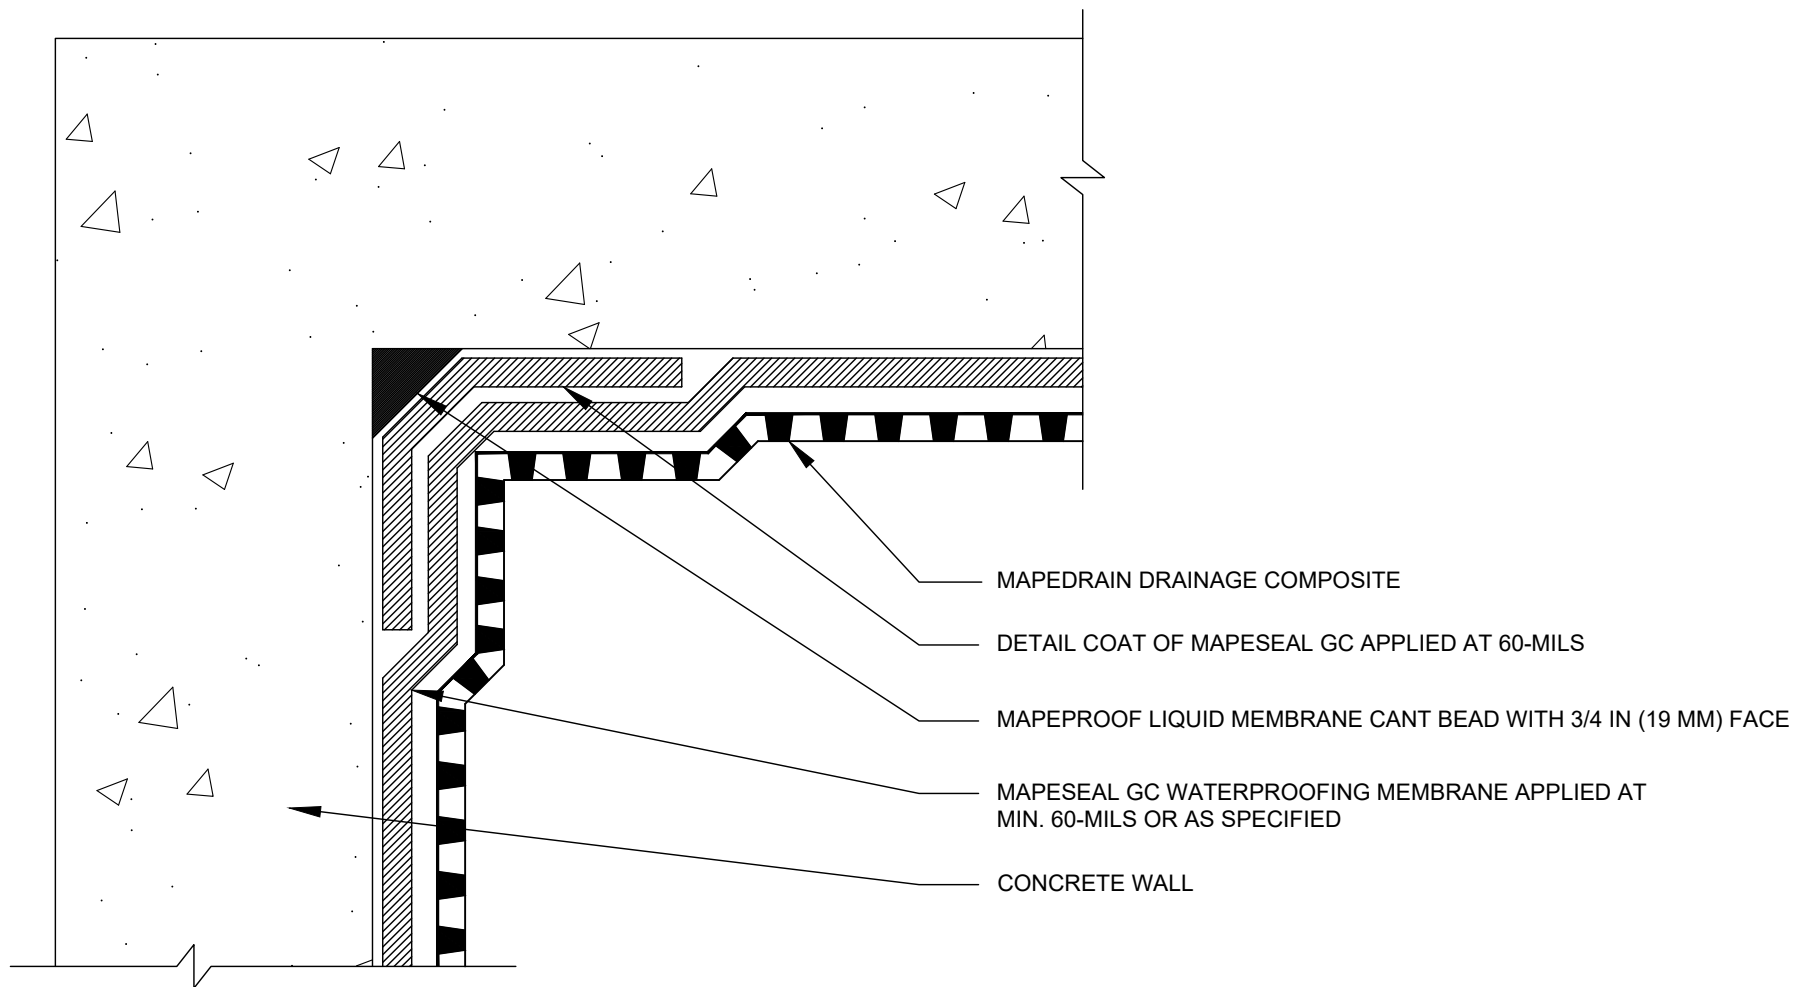 MAPEDRAIN DRAINAGE COMPOSITE
DETAIL COAT OF MAPESEAL GC APPLIED AT 60-MILS
MAPEPROOF LIQUID MEMBRANE CANT BEAD WITH 3/4 IN (19 MM) FACE
MAPESEAL GC WATERPROOFING MEMBRANE APPLIED AT
MIN. 60-MILS OR AS SPECIFIED
CONCRETE WALL